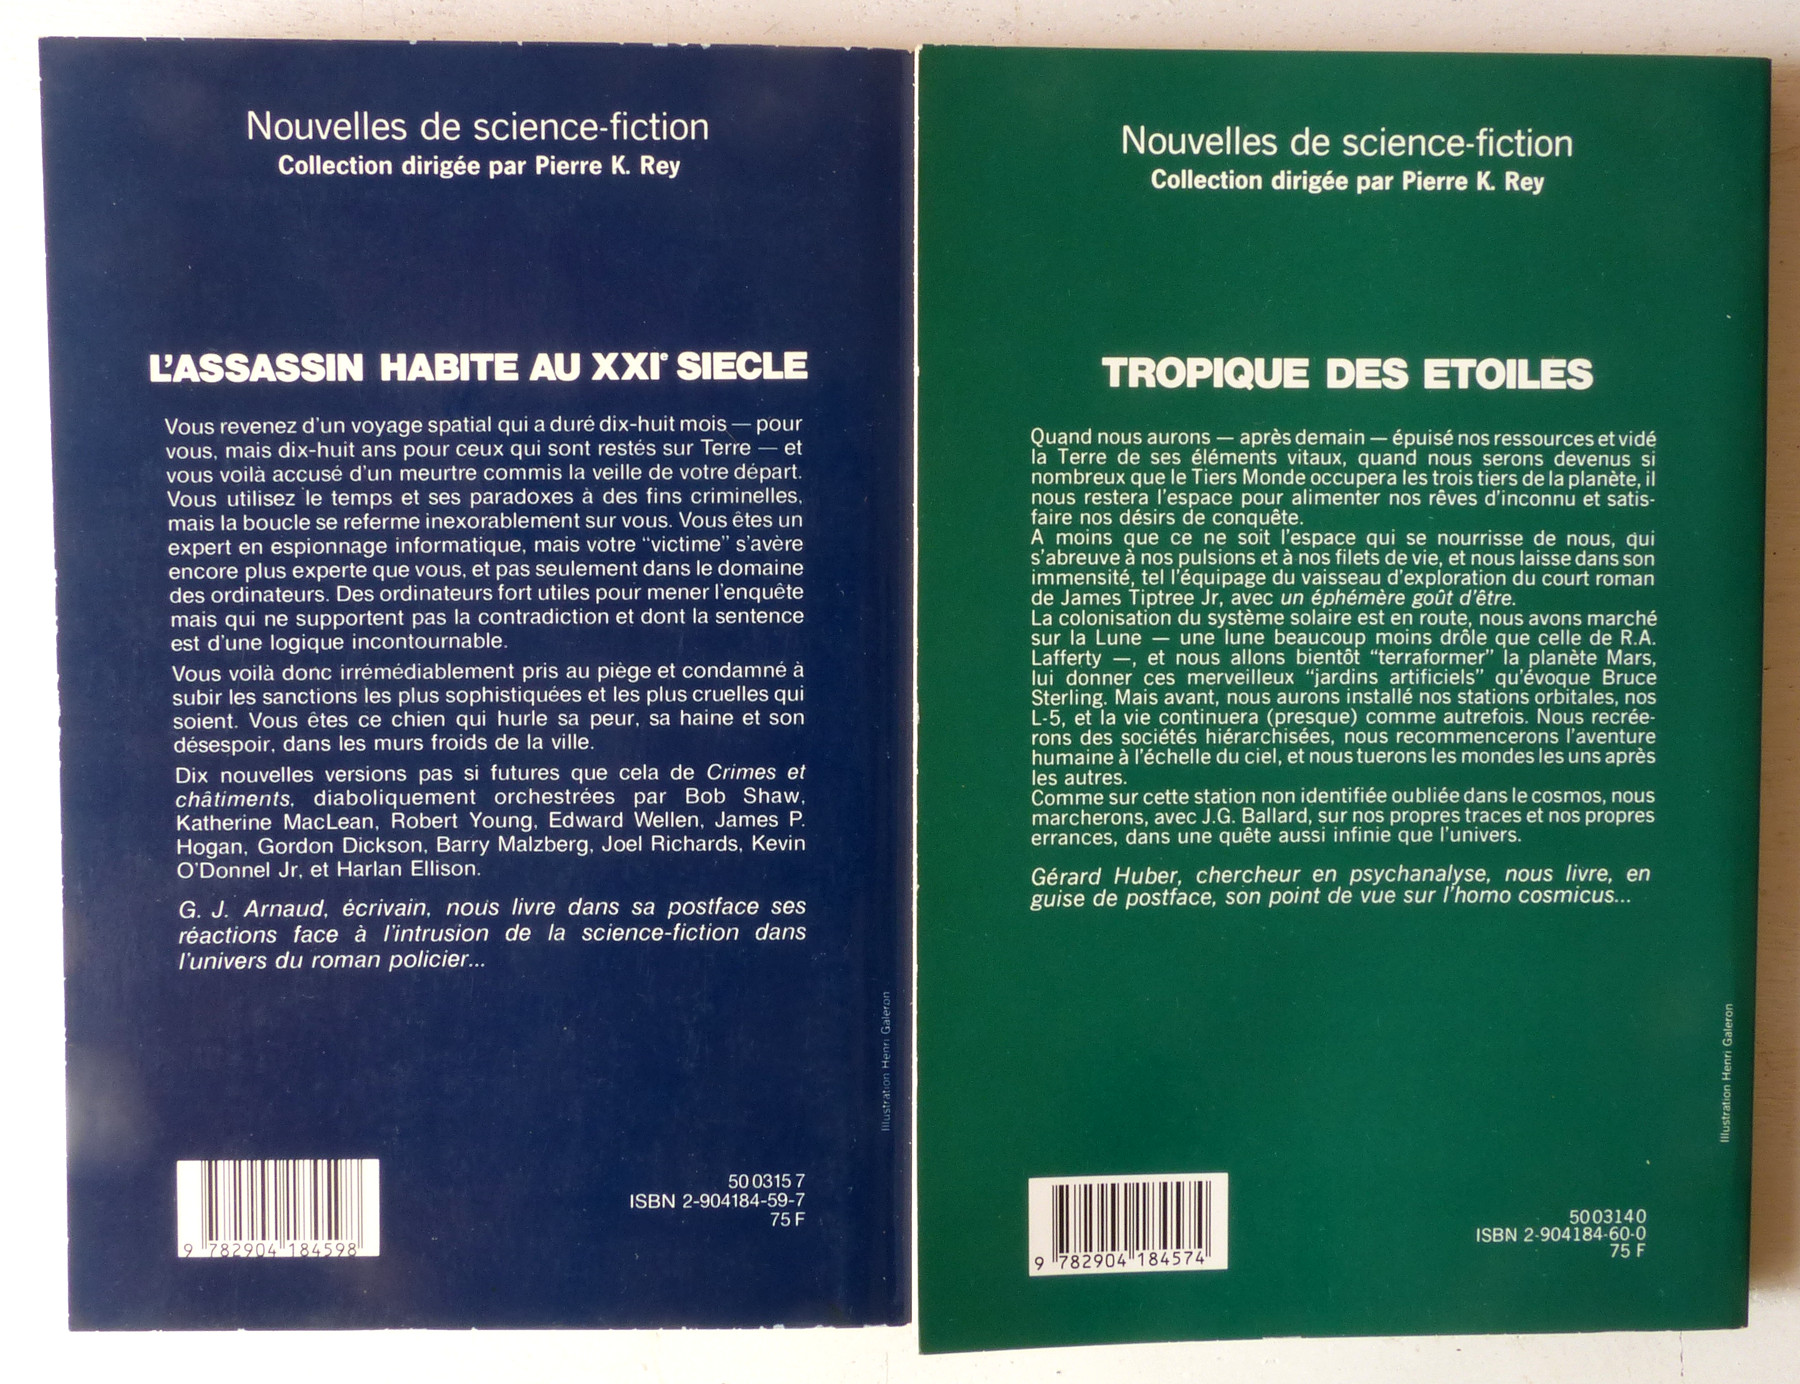 Nouvelles de science-fiction
Collection dirigée par Pierre K. Rey
L'ASSASSIN HABITE AU XXIe SIECLE
Vous revenez d'un voyage spatial qui a duré dix-huit mois — pour
vous, mais dix-huit ans pour ceux qui sont restés sur Terre — et
vous voilà accusé d'un meurtre commis la veille de votre départ.
Vous utilisez le temps et ses paradoxes à des fins criminelles,
mais la boucle se referme inexorablement sur vous. Vous êtes un
expert en espionnage informatique, mais votre "victime" s'avère
encore plus experte que vous, et pas seulement dans le domaine
des ordinateurs. Des ordinateurs fort utiles pour mener l'enquête
mais qui ne supportent pas la contradiction et dont la sentence
est d'une logique incontournable.
Vous voilà donc irrémédiablement pris au piège et condamné à
subir les sanctions les plus sophistiquées et les plus cruelles qui
soient. Vous êtes ce chien qui hurle sa peur, sa haine et son
désespoir, dans les murs froids de la ville.
Dix nouvelles versions pas si futures que cela de Crimes et
châtiments, diaboliquement orchestrées par Bob Shaw,
Katherine MacLean, Robert Young, Edward Wellen, James P.
Hogan, Gordon Dickson, Barry Malzberg, Joel Richards, Kevin
O'Donnel Jr, et Harlan Ellison.
G. J. Arnaud, écrivain, nous livre dans sa postface ses
réactions face à l'intrusion de la science-fiction dans
l'univers du roman policier...
Illustration Henri Galeron
50 0315 7
ISBN 2-904184-59-7
75 F
9 782904 184598
Nouvelles de science-fiction
Collection dirigée par Pierre K. Rey
TROPIQUE DES ETOILES
Quand nous aurons — après demain — épuisé nos ressources et vidé
la Terre de ses éléments vitaux, quand nous serons devenus si
nombreux que le Tiers Monde occupera les trois tiers de la planète, il
nous restera l'espace pour alimenter nos rêves d'inconnu et satis-
faire nos désirs de conquête.
A moins que ce ne soit l'espace qui se nourrisse de nous, qui
s'abreuve à nos pulsions et à nos filets de vie, et nous laisse dans son
immensité, tel l'équipage du vaisseau d'exploration du court roman
de James Tiptree Jr, avec un éphémère goût d'être.
La colonisation du système solaire est en route, nous avons marché
sur la Lune — une lune beaucoup moins drôle que celle de R.A.
Lafferty —, et nous allons bientôt "terraformer" la planète Mars,
lui donner ces merveilleux "jardins artificiels" qu'évoque Bruce
Sterling. Mais avant, nous aurons installé nos stations orbitales, nos
L-5, et la vie continuera (presque) comme autrefois. Nous recrée-
rons des sociétés hiérarchisées, nous recommencerons l'aventure
humaine à l'échelle du ciel, et nous tuerons les mondes les uns après
les autres.
Comme sur cette station non identifiée oubliée dans le cosmos, nous
marcherons, avec J.G. Ballard, sur nos propres traces et nos propres
errances, dans une quête aussi infinie que l'univers.
Gérard Huber, chercheur en psychanalyse, nous livre, en
guise de postface, son point de vue sur l'homo cosmicus...
Illustration Henri Galeron
50 0314 0
ISBN 2-904184-60-0
75 F
9 782904 184574